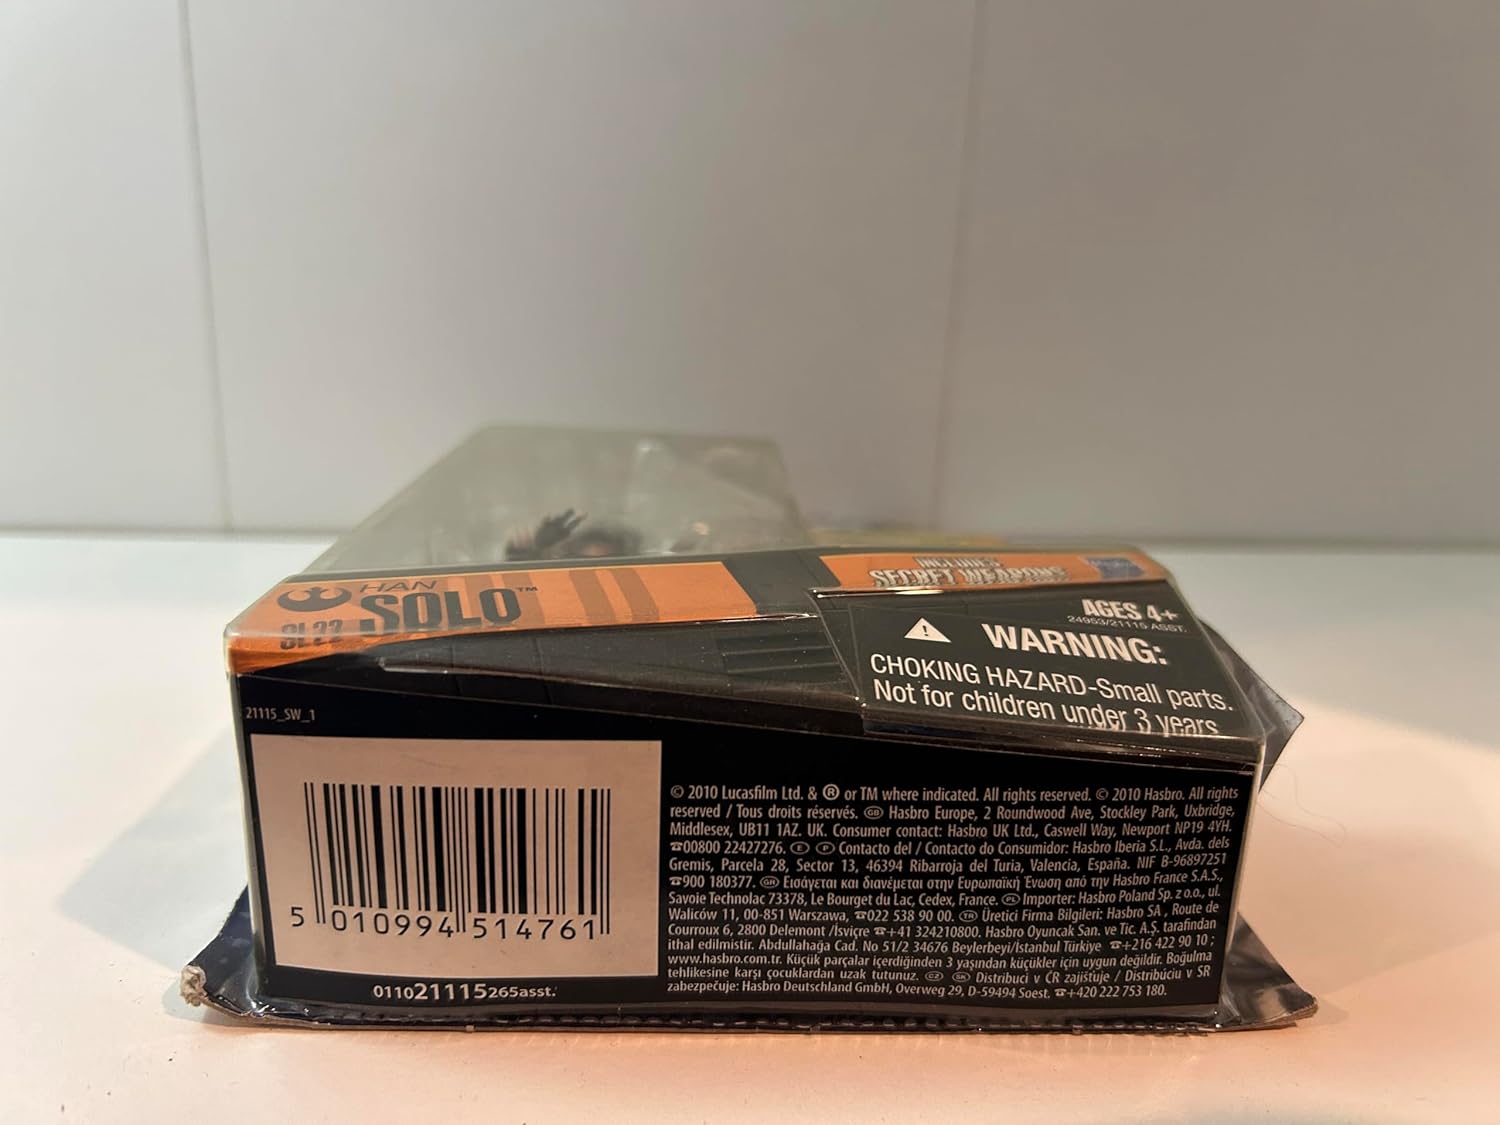 INCLUDES
SECRET WEAPONS
HAN
SOLO™
SL23
AGES 4+
24953/21115 ASST.
WARNING:
CHOKING HAZARD-Small parts.
Not for children under 3 years.
21115_SW_1
5 010994 514761
011021115265asst.
© 2010 Lucasfilm Ltd. & ® or TM where indicated. All rights reserved. © 2010 Hasbro. All rights
reserved / Tous droits réservés. GB Hasbro Europe, 2 Roundwood Ave, Stockley Park, Uxbridge,
Middlesex, UB11 1AZ. UK. Consumer contact: Hasbro UK Ltd., Caswell Way, Newport NP19 4YH.
☎00800 22427276. E P Contacto del / Contacto do Consumidor: Hasbro Iberia S.L., Avda. dels
Gremis, Parcela 28, Sector 13, 46394 Ribarroja del Turia, Valencia, España. NIF B-96897251
☎900 180377. GR Εισάγεται και διανέμεται στην Ευρωπαϊκή Ένωση από την Hasbro France S.A.S.,
Savoie Technolac 73378, Le Bourget du Lac, Cedex, France. PL Importer: Hasbro Poland Sp. z o.o., ul.
Waliców 11, 00-851 Warszawa, ☎022 538 90 00. TR Üretici Firma Bilgileri: Hasbro SA , Route de
Courroux 6, 2800 Delemont /İsviçre ☎+41 324210800. Hasbro Oyuncak San. ve Tic. A.Ş. tarafından
ithal edilmistir. Abdullahağa Cad. No 51/2 34676 Beylerbeyi/İstanbul Türkiye ☎+216 422 90 10 ;
www.hasbro.com.tr. Küçük parçalar içerdiğinden 3 yaşından küçükler için uygun değildir. Boğulma
tehlikesine karşı çocuklardan uzak tutunuz. CZ SK Distribuci v ČR zajišťuje / Distribúciu v SR
zabezpečuje: Hasbro Deutschland GmbH, Overweg 29, D-59494 Soest. ☎+420 222 753 180.